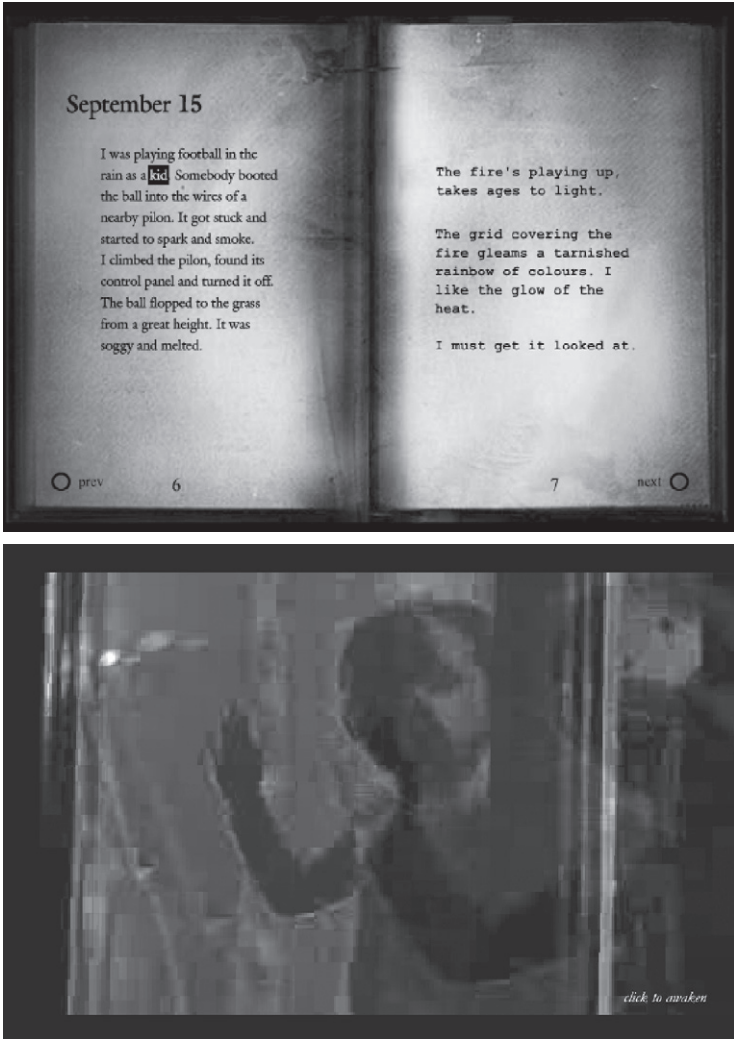 September 15
I was playing football in the
rain as a kid. Somebody booted
the ball into the wires of a
nearby pilon. It got stuck and
started to spark and smoke.
I climbed the pilon, found its
control panel and turned it off.
The ball flopped to the grass
from a great height. It was
soggy and melted.
prev
6
The fire's playing up,
takes ages to light.
The grid covering the
fire gleams a tarnished
rainbow of colours. I
like the glow of the
heat.
I must get it looked at.
7
next
click to awaken